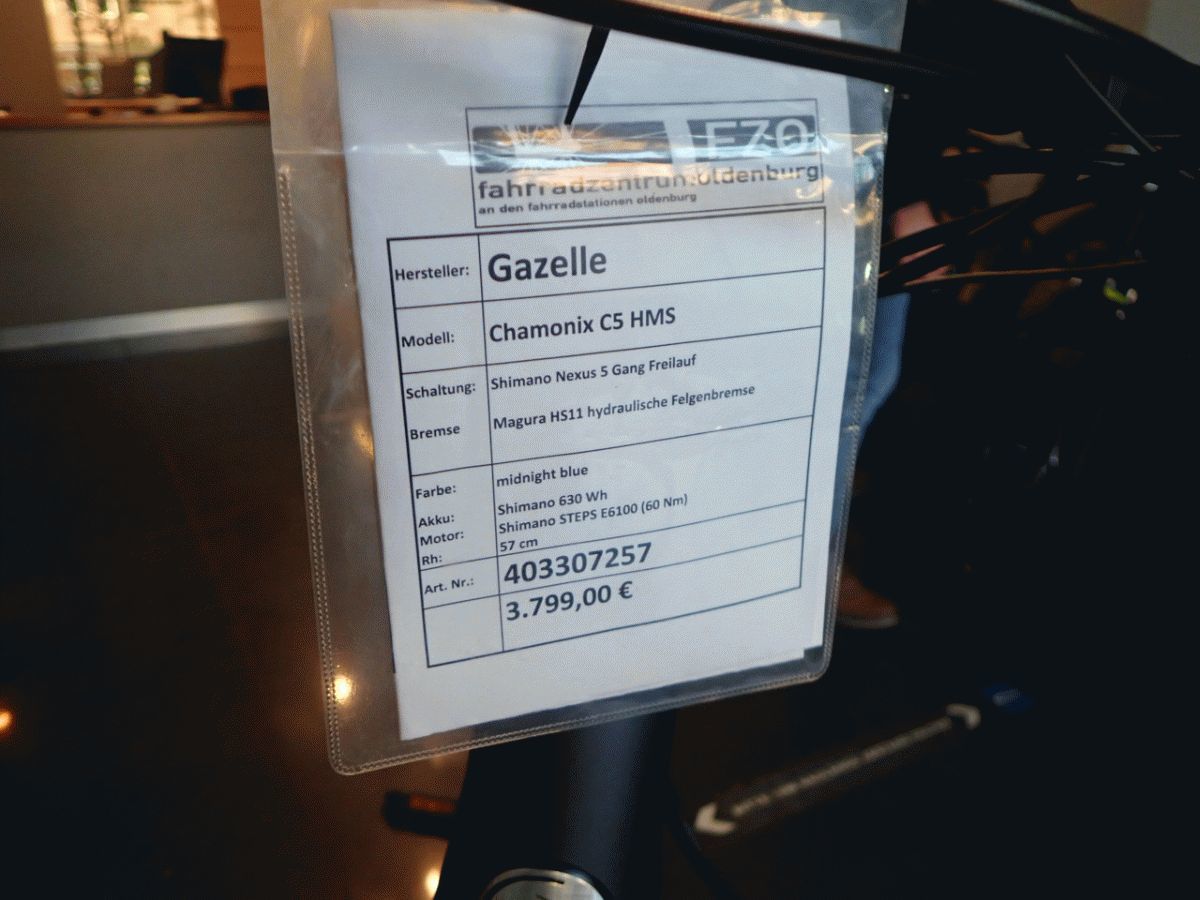 FZO
fahrradzentrum:oldenburg
an den fahrradstationen oldenburg
Hersteller: Gazelle
Modell: Chamonix C5 HMS
Schaltung: Shimano Nexus 5 Gang Freilauf
Bremse Magura HS11 hydraulische Felgenbremse
Farbe: midnight blue
Akku: Shimano 630 Wh
Motor: Shimano STEPS E6100 (60 Nm)
Rh: 57 cm
Art. Nr.: 403307257
3.799,00 €